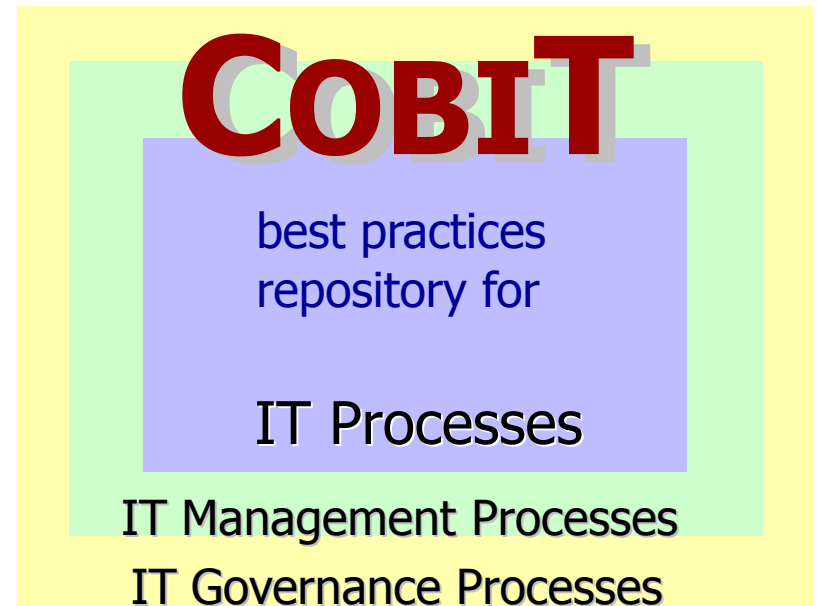 COBIT
best practices
repository for
IT Processes
IT Management Processes
IT Governance Processes